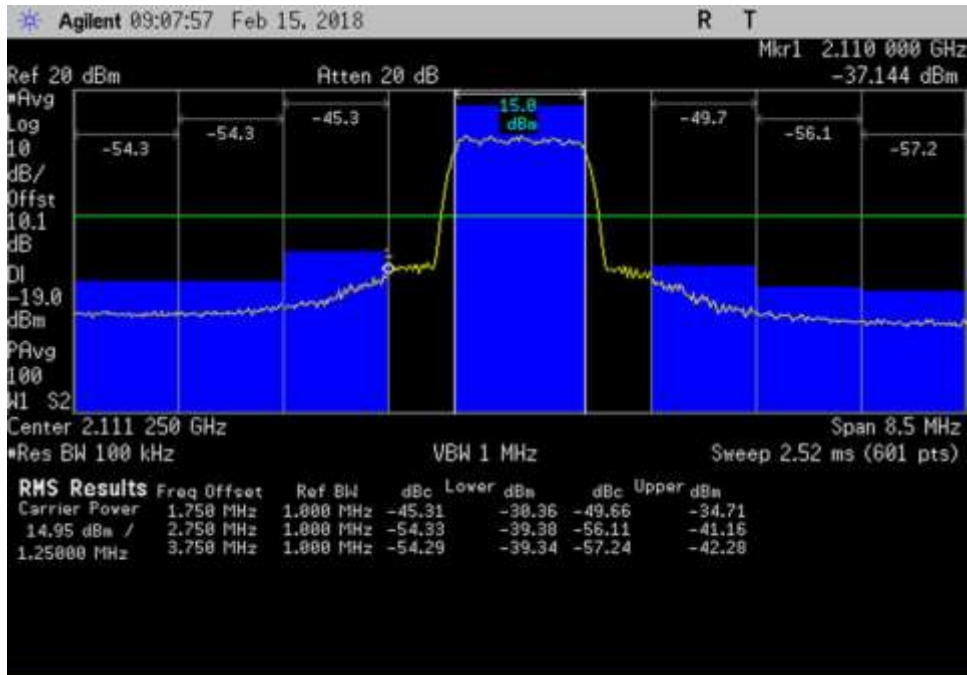 Agilent 09:07:57 Feb 15, 2018 R T
Mkr1 2.110 000 GHz
Ref 20 dBm Atten 20 dB -37.144 dBm
*Avg
Log
10
dB/
Offst
10.1
dB
DI
-19.0
dBm
PAvg
100
W1 S2
-54.3 -54.3 -45.3 15.0 dBm -49.7 -56.1 -57.2
Center 2.111 250 GHz Span 8.5 MHz
*Res BW 100 kHz VBW 1 MHz Sweep 2.52 ms (601 pts)
RMS Results Freq Offset Ref BW dBc Lower dBm dBc Upper dBm
Carrier Power 1.750 MHz 1.000 MHz -45.31 -30.36 -49.66 -34.71
14.95 dBm / 2.750 MHz 1.000 MHz -54.33 -39.38 -56.11 -41.16
1.25000 MHz 3.750 MHz 1.000 MHz -54.29 -39.34 -57.24 -42.28